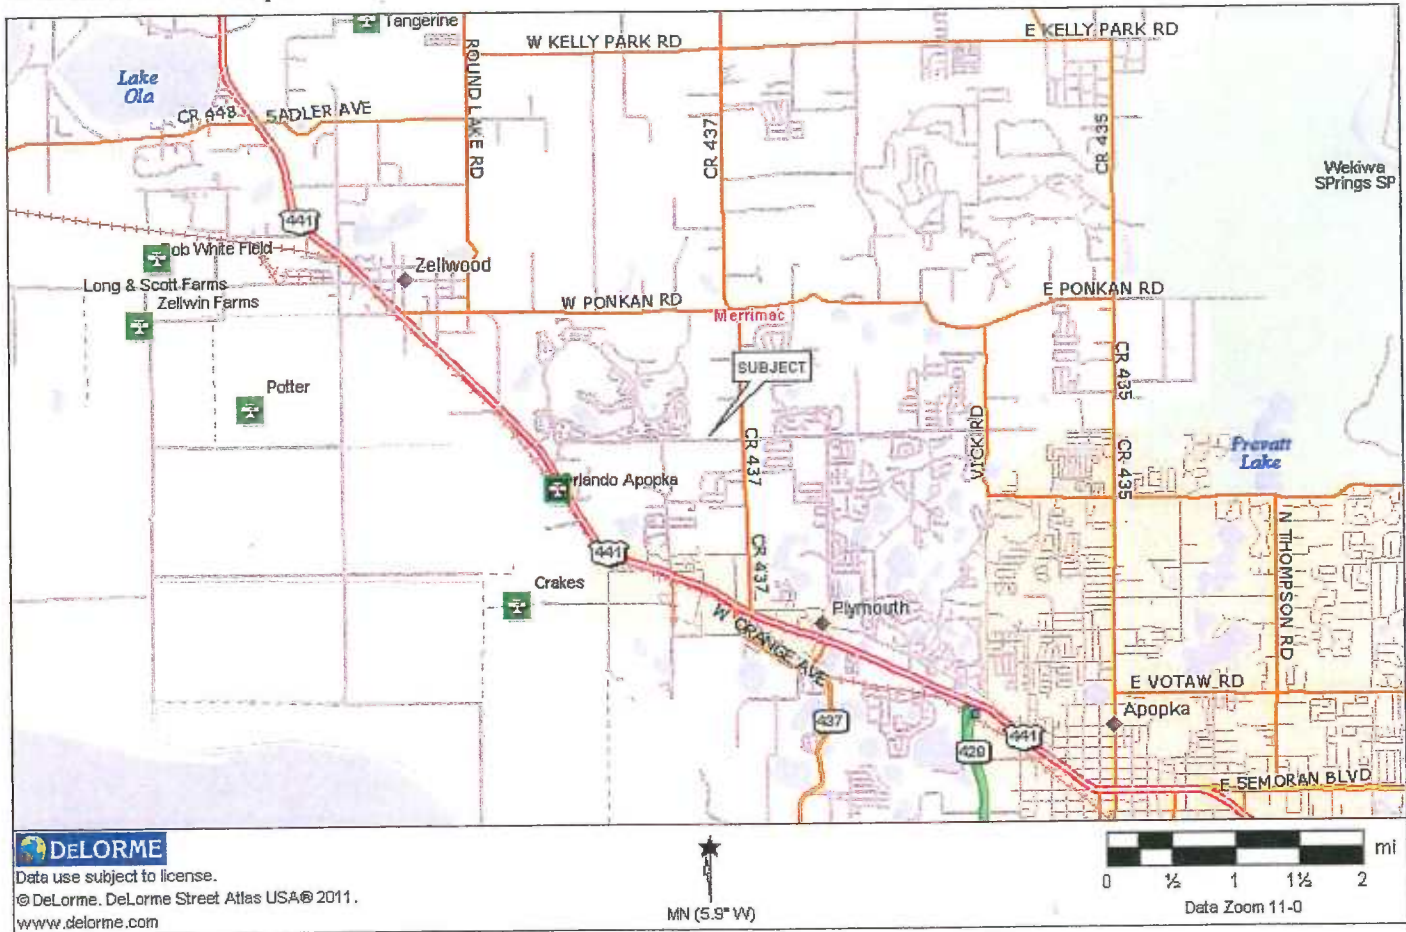 Tangerine
W KELLY PARK RD
E KELLY PARK RD
Lake
Ola
CR 448
SADLER AVE
ROUND LAKE RD
CR 437
CR 435
Wekiwa
SPrings SP
441
ob White Field
Zellwood
Long & Scott Farms
Zellwin Farms
W PONKAN RD
E PONKAN RD
Merrimac
SUBJECT
CR 435
Potter
CR 437
VICK RD
CR 435
Prevatt
Lake
rlando Apopka
N THOMPSON RD
441
CR 437
Crakes
Plymouth
W ORANGE AVE
E VOTAW RD
437
Apopka
441
429
E SEMORAN BLVD
DELORME
Data use subject to license.
© DeLorme. DeLorme Street Atlas USA® 2011.
www.delorme.com
MN (5.9° W)
mi
0 ½ 1 1½ 2
Data Zoom 11-0